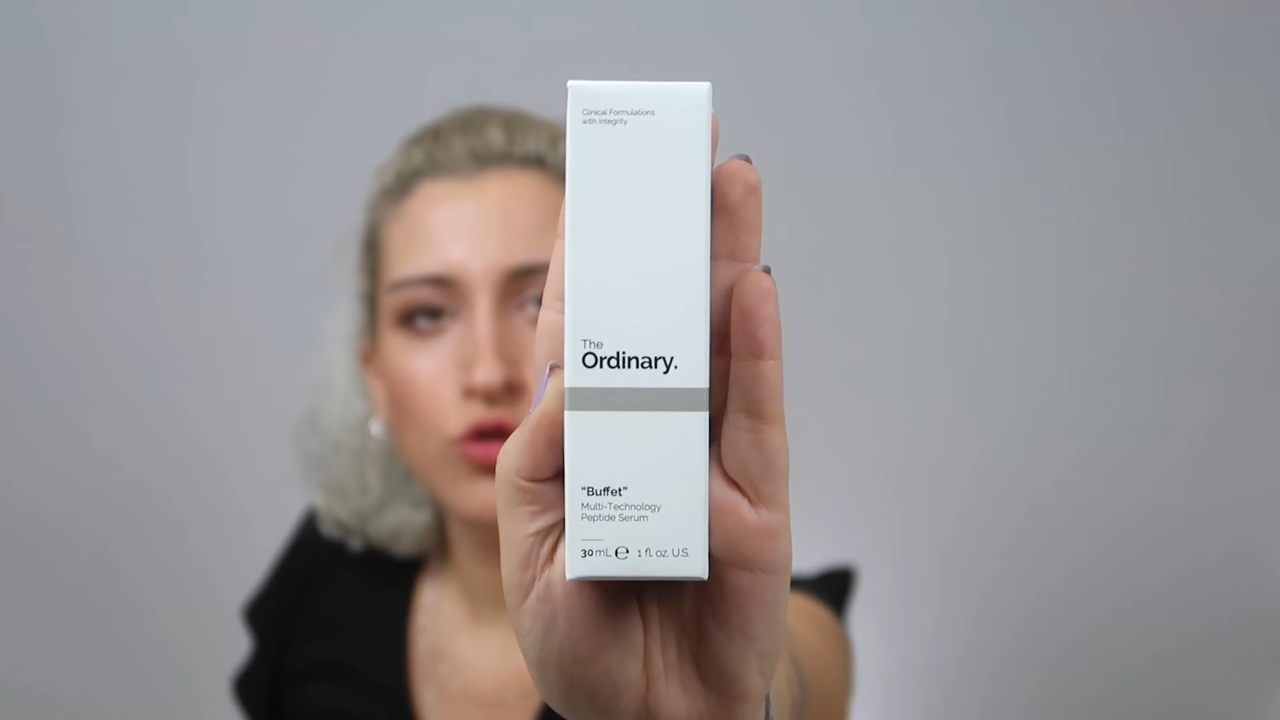 Clinical Formulations
with Integrity
The
Ordinary.
"Buffet"
Multi-Technology
Peptide Serum
30 mL ℮ 1 fl. oz. U.S.